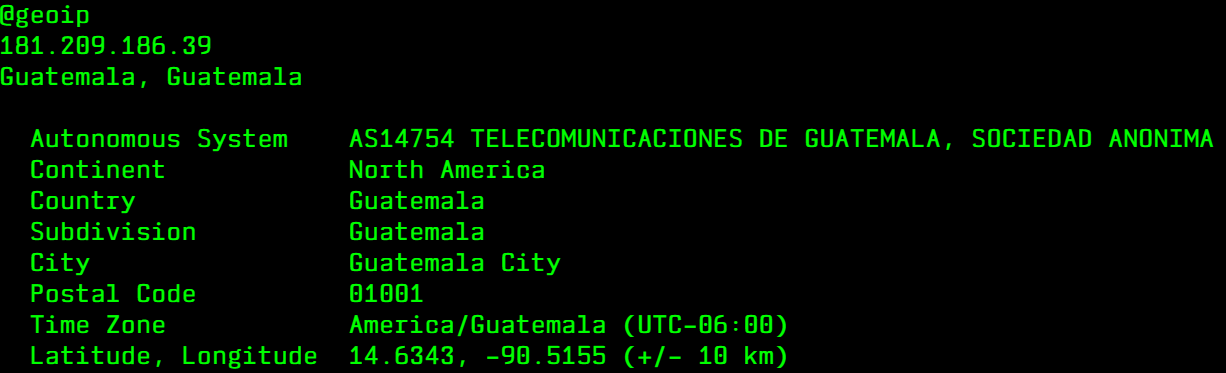 @geoip
181.209.186.39
Guatemala, Guatemala
Autonomous System AS14754 TELECOMUNICACIONES DE GUATEMALA, SOCIEDAD ANONIMA
Continent North America
Country Guatemala
Subdivision Guatemala
City Guatemala City
Postal Code 01001
Time Zone America/Guatemala (UTC-06:00)
Latitude, Longitude 14.6343, -90.5155 (+/- 10 km)